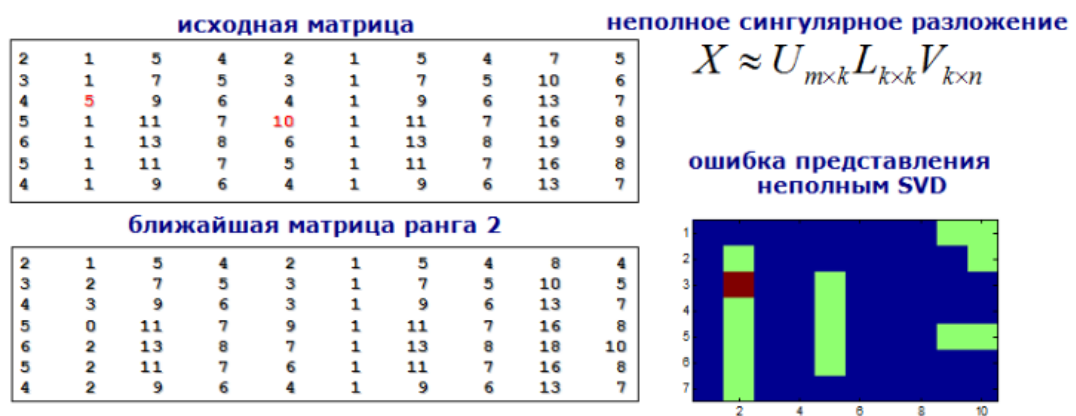 исходная матрица
2 1 5 4 2 1 5 4 7 5
3 1 7 5 3 1 7 5 10 6
4 5 9 6 4 1 9 6 13 7
5 1 11 7 10 1 11 7 16 8
6 1 13 8 6 1 13 8 19 9
5 1 11 7 5 1 11 7 16 8
4 1 9 6 4 1 9 6 13 7
ближайшая матрица ранга 2
2 1 5 4 2 1 5 4 8 4
3 2 7 5 3 1 7 5 10 5
4 3 9 6 3 1 9 6 13 7
5 0 11 7 9 1 11 7 16 8
6 2 13 8 7 1 13 8 18 10
5 2 11 7 6 1 11 7 16 8
4 2 9 6 4 1 9 6 13 7
неполное сингулярное разложение
X ≈ U m×k L k×k V k×n
ошибка представления
неполным SVD
1
2
3
4
5
6
7
2 4 6 8 10